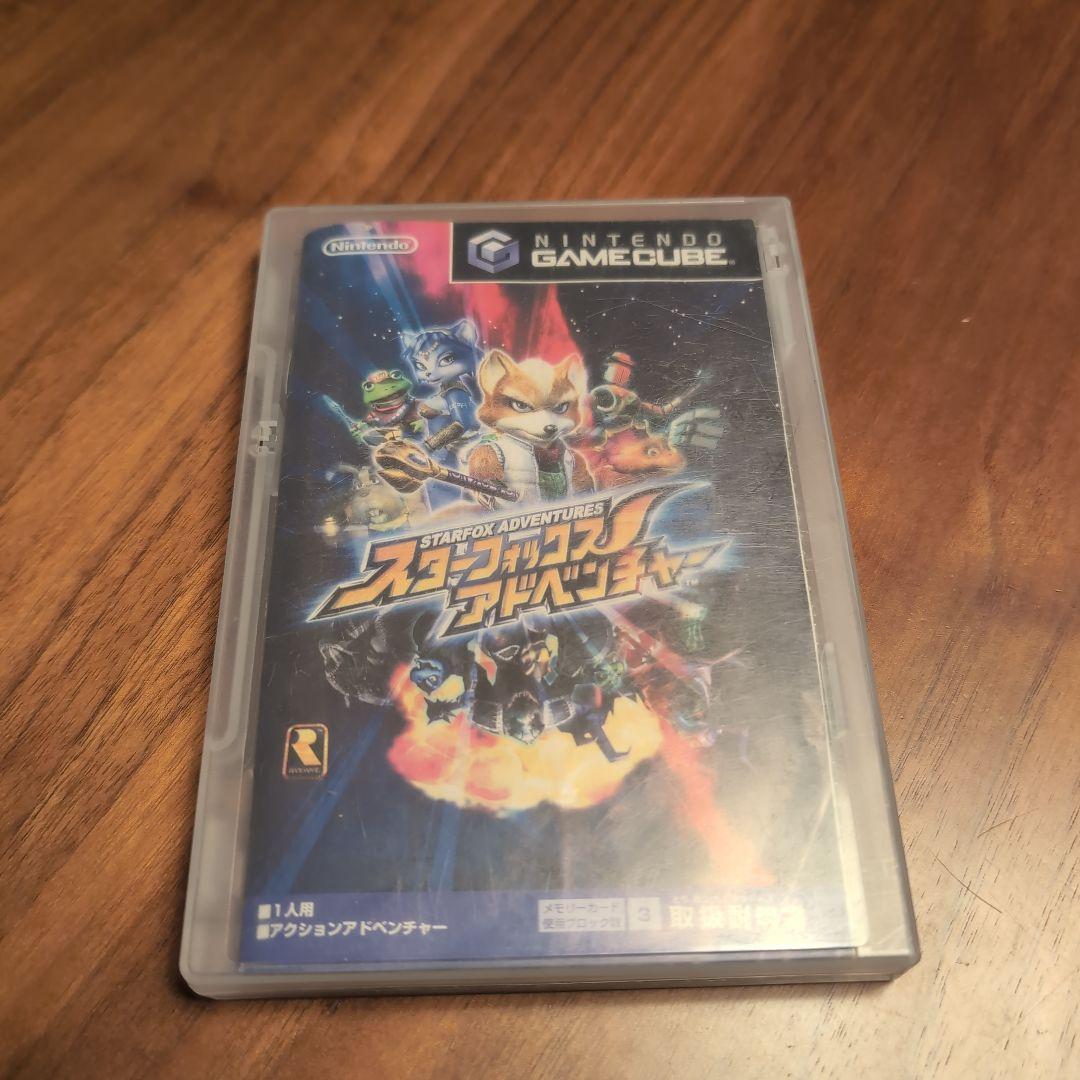 Nintendo
NINTENDO
GAMECUBE
STARFOX ADVENTURES
スターフォックス
アドベンチャー
TM
RAREWARE
■1人用
■アクションアドベンチャー
メモリーカード
使用ブロック数
3
取扱説明書